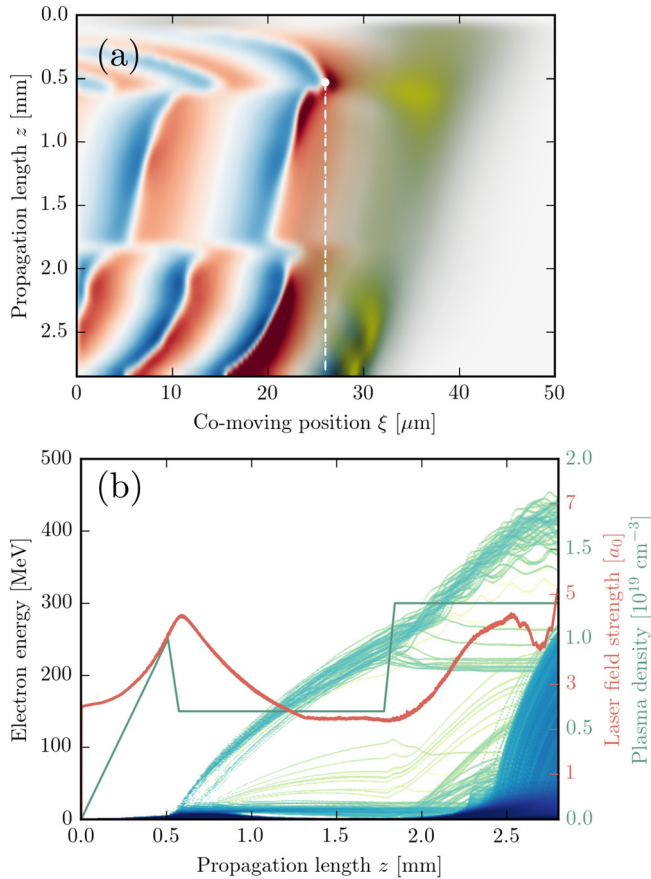 (a)
0.0
0.5
1.0
1.5
2.0
2.5
Propagation length z [mm]
0 10 20 30 40 50
Co-moving position ξ [μm]
(b)
500
400
300
200
100
0
Electron energy [MeV]
0.0 0.5 1.0 1.5 2.0 2.5
Propagation length z [mm]
7
5
3
1
Laser field strength [a₀]
2.0
1.5
1.0
0.5
0.0
Plasma density [10¹⁹ cm⁻³]